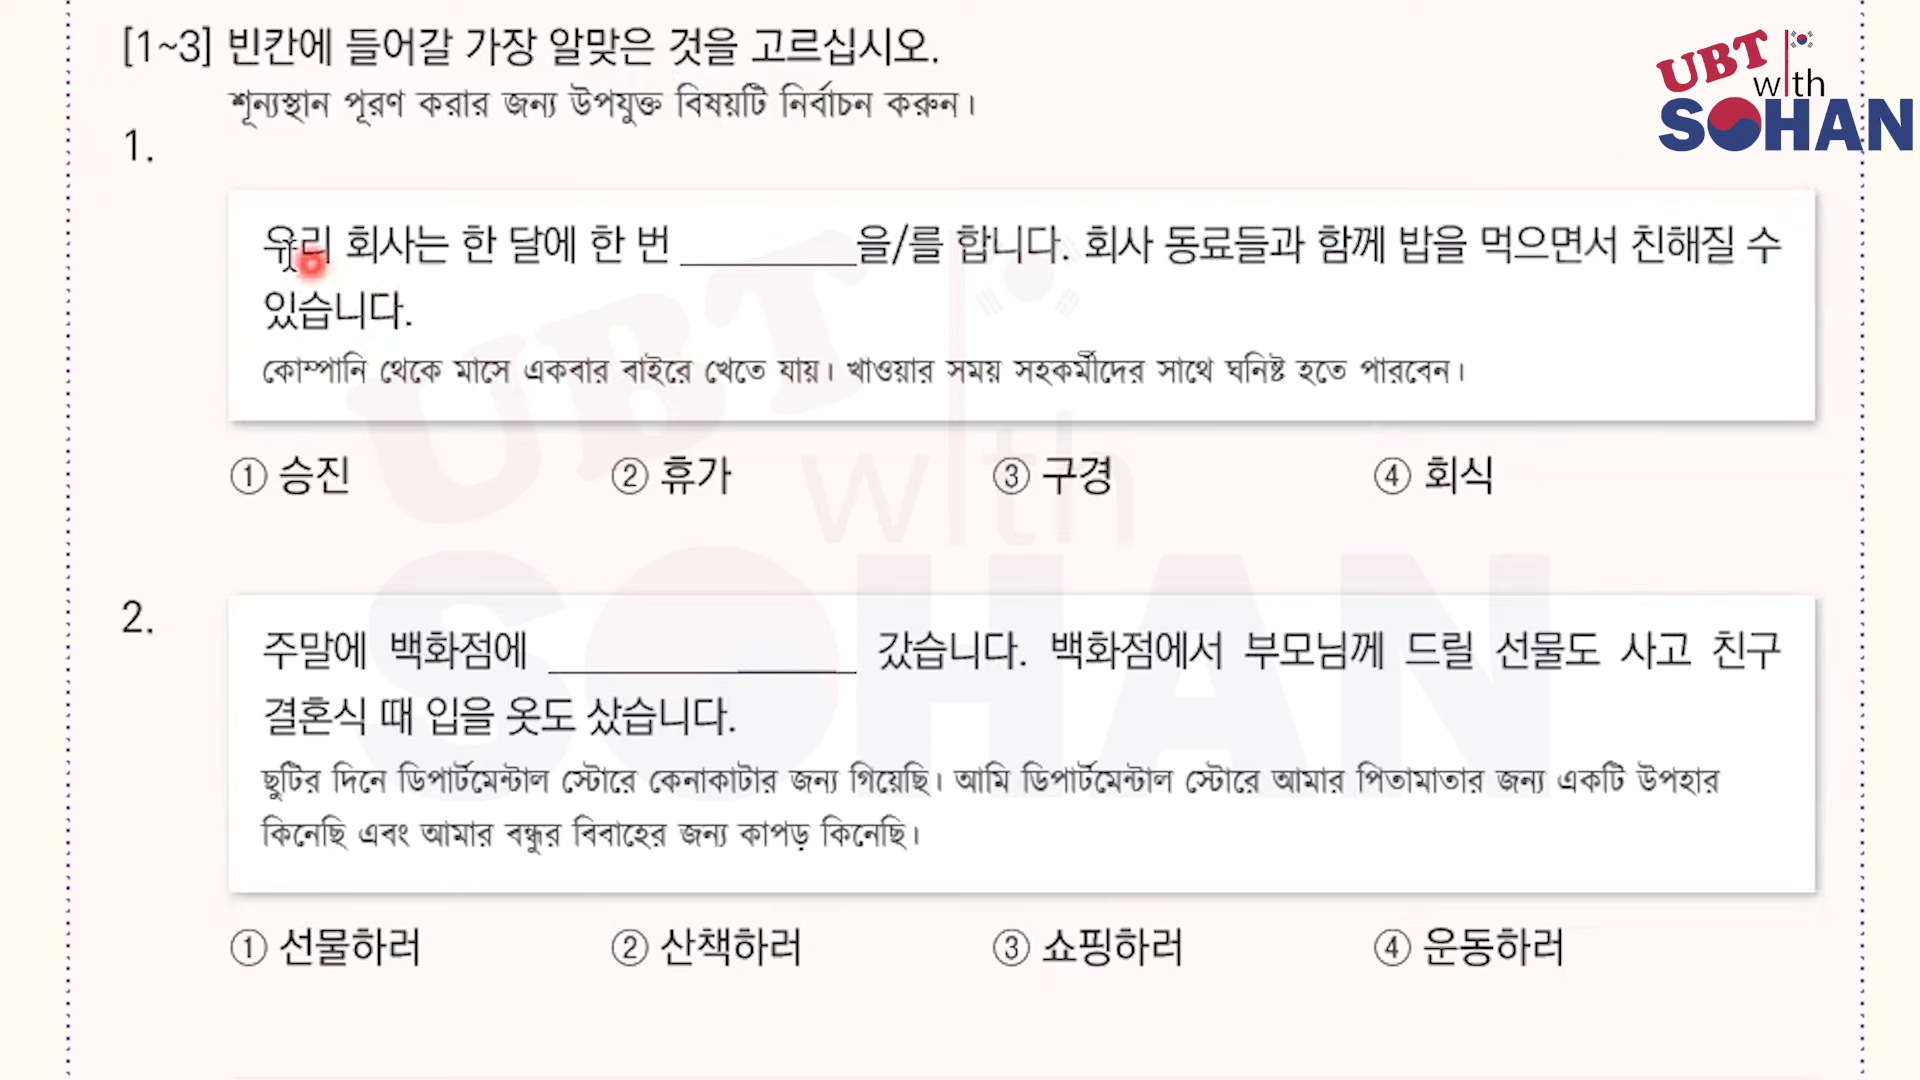 [1~3] 빈칸에 들어갈 가장 알맞은 것을 고르십시오.
শূন্যস্থান পূরণ করার জন্য উপযুক্ত বিষয়টি নির্বাচন করুন।
UBT
with
SOHAN
1.
우리 회사는 한 달에 한 번 ________을/를 합니다. 회사 동료들과 함께 밥을 먹으면서 친해질 수
있습니다.
কোম্পানি থেকে মাসে একবার বাইরে খেতে যায়। খাওয়ার সময় সহকর্মীদের সাথে ঘনিষ্ট হতে পারবেন।
① 승진 ② 휴가 ③ 구경 ④ 회식
2.
주말에 백화점에 ______________ 갔습니다. 백화점에서 부모님께 드릴 선물도 사고 친구
결혼식 때 입을 옷도 샀습니다.
ছুটির দিনে ডিপার্টমেন্টাল স্টোরে কেনাকাটার জন্য গিয়েছি। আমি ডিপার্টমেন্টাল স্টোরে আমার পিতামাতার জন্য একটি উপহার
কিনেছি এবং আমার বন্ধুর বিবাহের জন্য কাপড় কিনেছি।
① 선물하러 ② 산책하러 ③ 쇼핑하러 ④ 운동하러
UBT
with
SOHAN